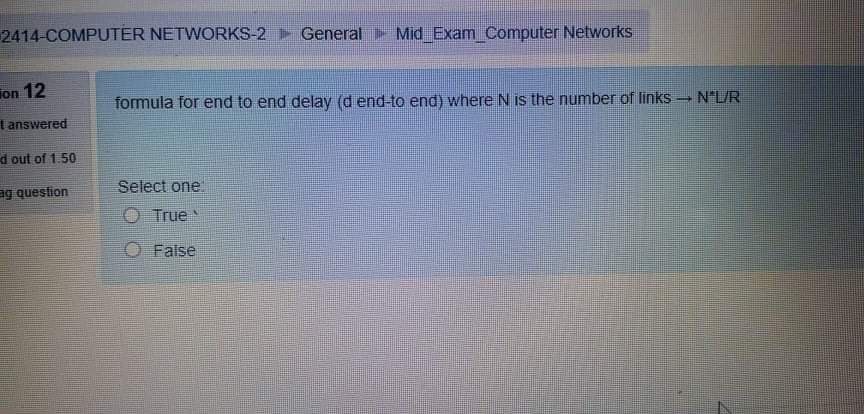 2414-COMPUTER NETWORKS-2 ► General ► Mid_Exam_Computer Networks
ion 12
t answered
d out of 1.50
ag question
formula for end to end delay (d end-to end) where N is the number of links → N*L/R
Select one:
True
False